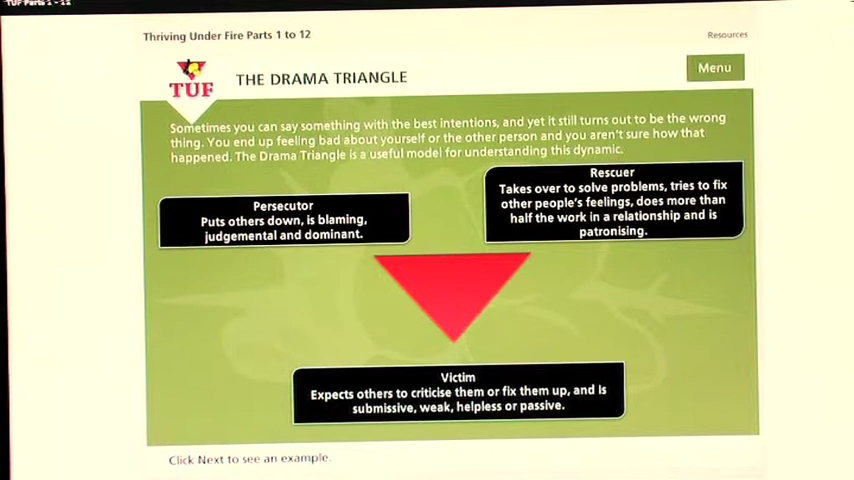 TUF Parts 1 - 12
Thriving Under Fire Parts 1 to 12
Resources
TUF
THE DRAMA TRIANGLE
Menu
Sometimes you can say something with the best intentions, and yet it still turns out to be the wrong
thing. You end up feeling bad about yourself or the other person and you aren't sure how that
happened. The Drama Triangle is a useful model for understanding this dynamic.
Persecutor
Puts others down, is blaming,
judgemental and dominant.
Rescuer
Takes over to solve problems, tries to fix
other people's feelings, does more than
half the work in a relationship and is
patronising.
Victim
Expects others to criticise them or fix them up, and is
submissive, weak, helpless or passive.
Click Next to see an example.